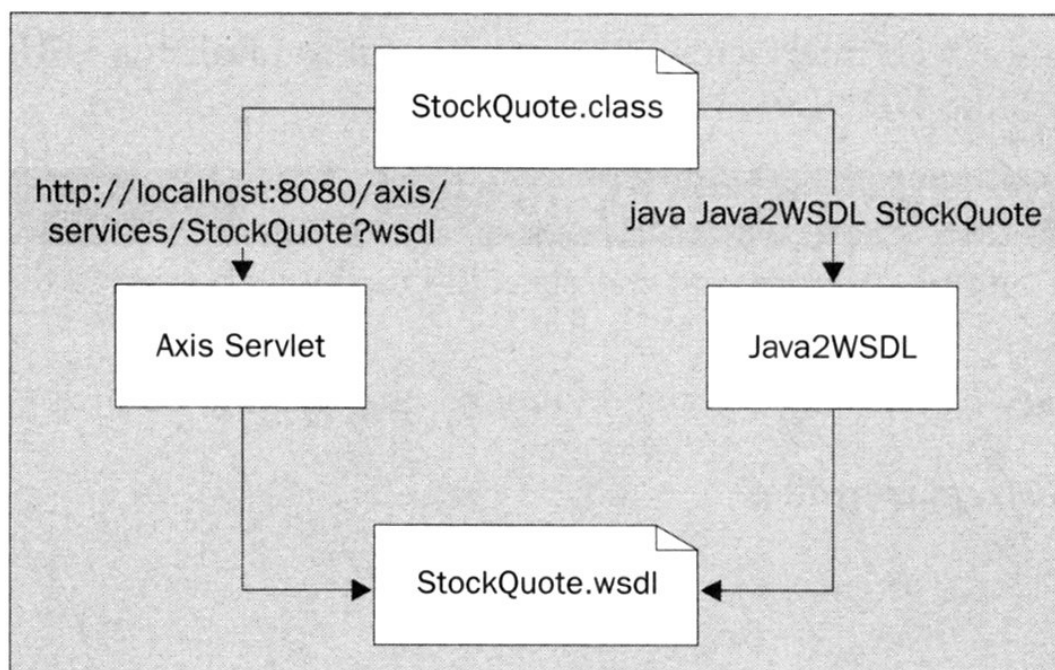 StockQuote.class
http://localhost:8080/axis/
services/StockQuote?wsdl
java Java2WSDL StockQuote
Axis Servlet
Java2WSDL
StockQuote.wsdl